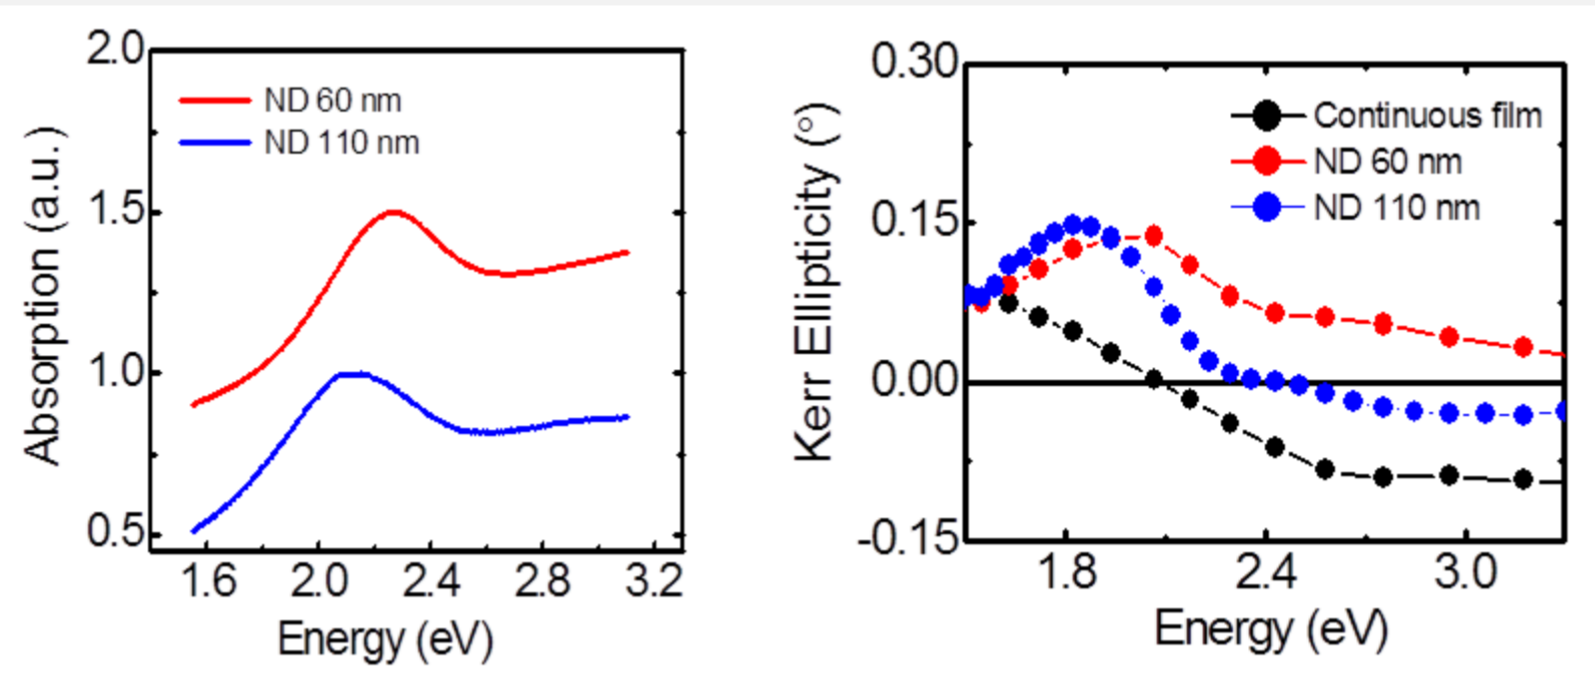 2.0
1.5
1.0
0.5
Absorption (a.u.)
ND 60 nm
ND 110 nm
1.6 2.0 2.4 2.8 3.2
Energy (eV)
0.30
0.15
0.00
-0.15
Kerr Ellipticity (°)
Continuous film
ND 60 nm
ND 110 nm
1.8 2.4 3.0
Energy (eV)